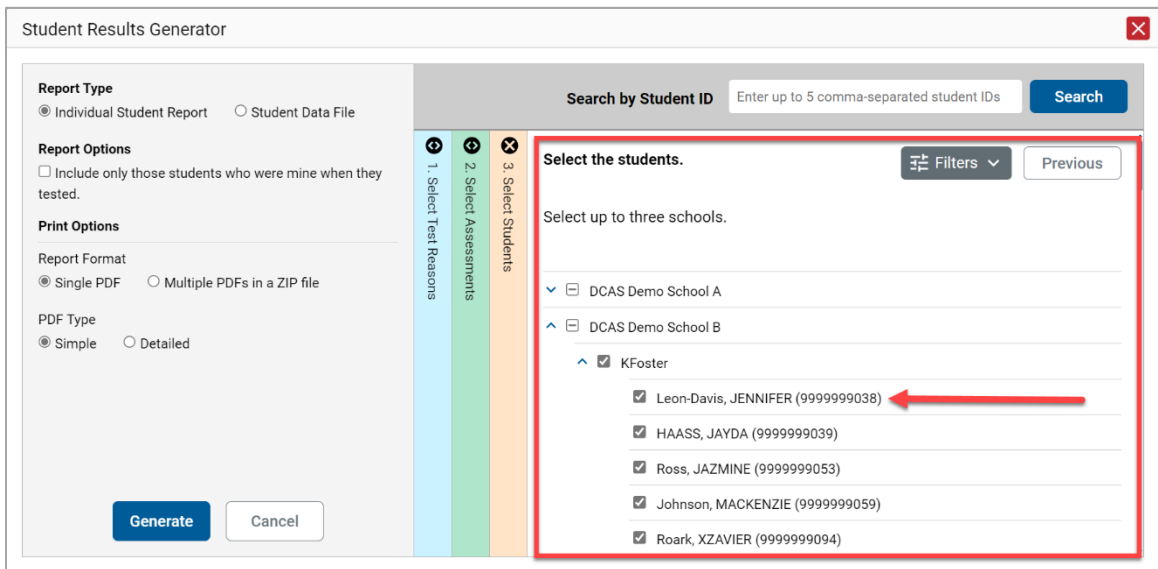 Student Results Generator
Report Type
Individual Student Report
Student Data File
Report Options
Include only those students who were mine when they
tested.
Print Options
Report Format
Single PDF
Multiple PDFs in a ZIP file
PDF Type
Simple
Detailed
Generate
Cancel
Search by Student ID
Enter up to 5 comma-separated student IDs
Search
1. Select Test Reasons
2. Select Assessments
3. Select Students
Select the students.
Filters
Previous
Select up to three schools.
DCAS Demo School A
DCAS Demo School B
KFoster
Leon-Davis, JENNIFER (9999999038)
HAASS, JAYDA (9999999039)
Ross, JAZMINE (9999999053)
Johnson, MACKENZIE (9999999059)
Roark, XZAVIER (9999999094)